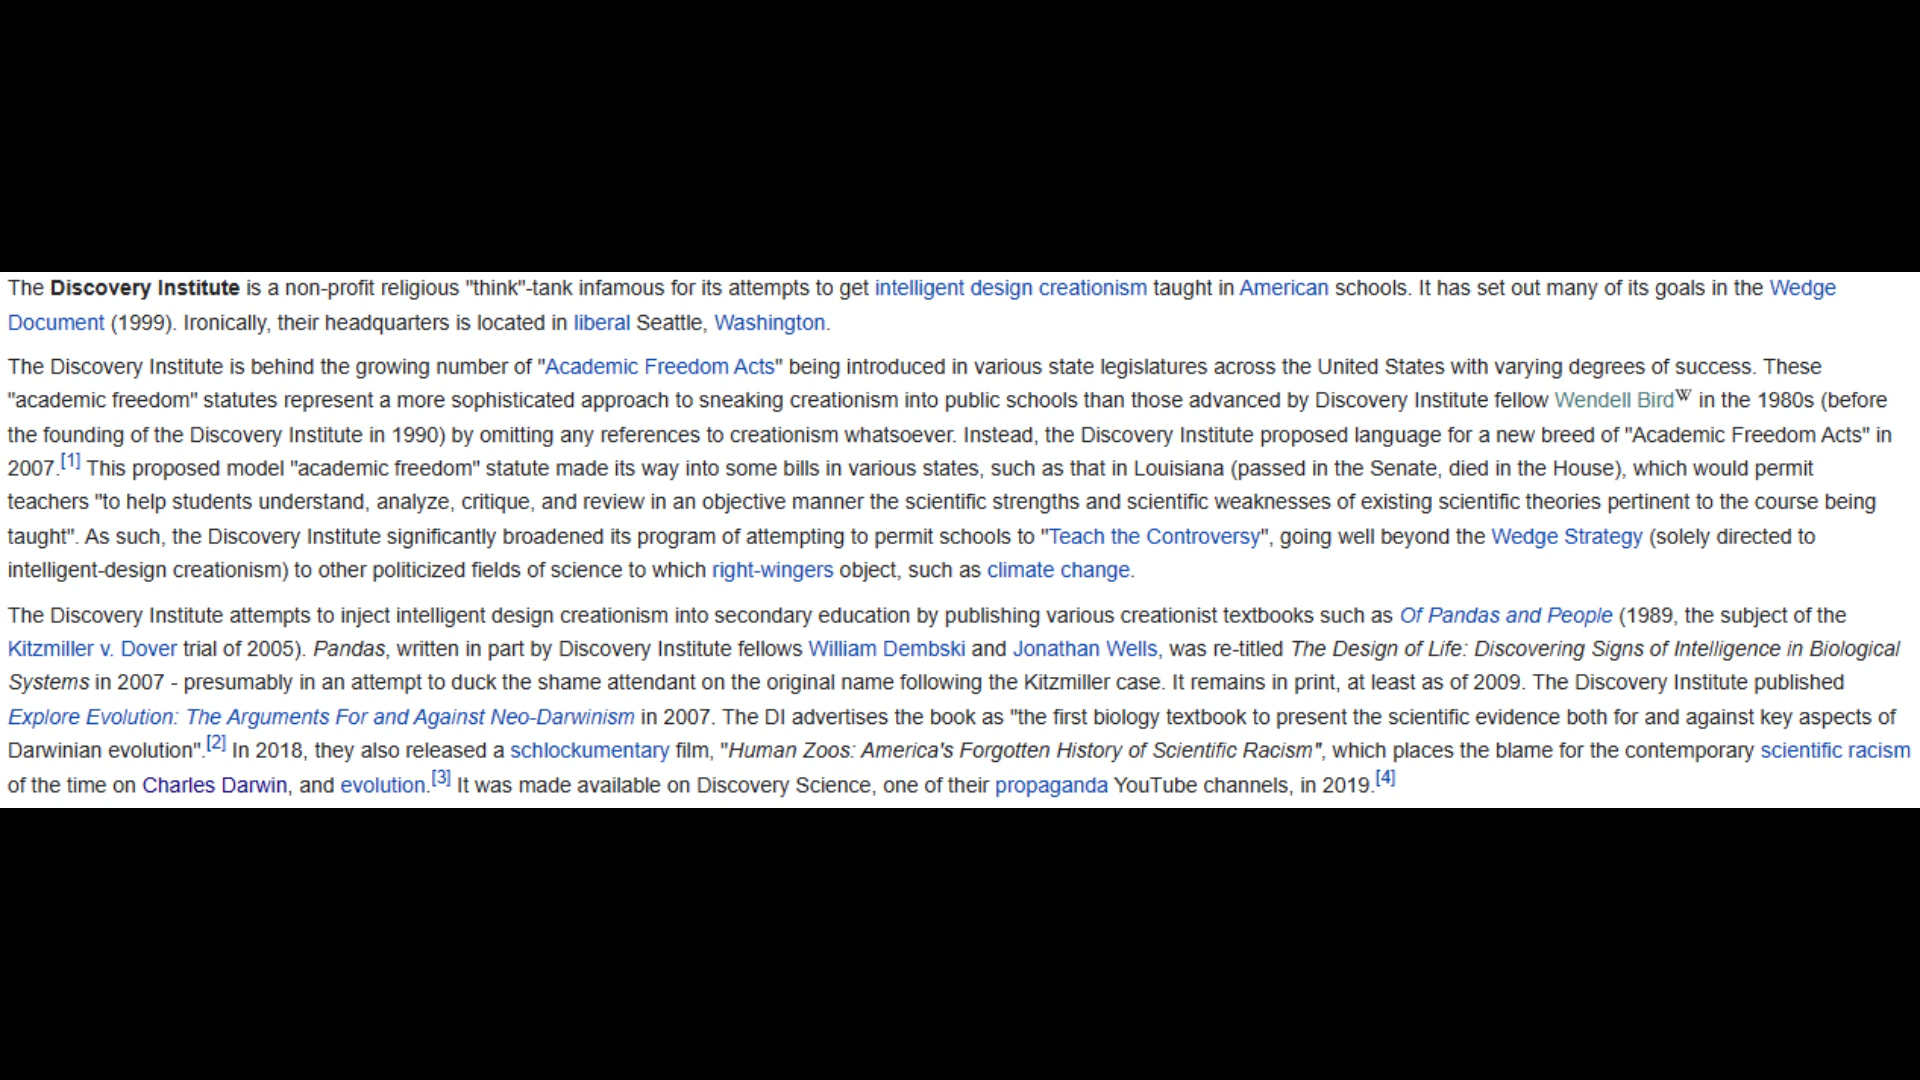 The Discovery Institute is a non-profit religious "think"-tank infamous for its attempts to get intelligent design creationism taught in American schools. It has set out many of its goals in the Wedge
Document (1999). Ironically, their headquarters is located in liberal Seattle, Washington.
The Discovery Institute is behind the growing number of "Academic Freedom Acts" being introduced in various state legislatures across the United States with varying degrees of success. These
"academic freedom" statutes represent a more sophisticated approach to sneaking creationism into public schools than those advanced by Discovery Institute fellow Wendell Bird W in the 1980s (before
the founding of the Discovery Institute in 1990) by omitting any references to creationism whatsoever. Instead, the Discovery Institute proposed language for a new breed of "Academic Freedom Acts" in
2007.[1] This proposed model "academic freedom" statute made its way into some bills in various states, such as that in Louisiana (passed in the Senate, died in the House), which would permit
teachers "to help students understand, analyze, critique, and review in an objective manner the scientific strengths and scientific weaknesses of existing scientific theories pertinent to the course being
taught". As such, the Discovery Institute significantly broadened its program of attempting to permit schools to "Teach the Controversy", going well beyond the Wedge Strategy (solely directed to
intelligent-design creationism) to other politicized fields of science to which right-wingers object, such as climate change.
The Discovery Institute attempts to inject intelligent design creationism into secondary education by publishing various creationist textbooks such as Of Pandas and People (1989, the subject of the
Kitzmiller v. Dover trial of 2005). Pandas, written in part by Discovery Institute fellows William Dembski and Jonathan Wells, was re-titled The Design of Life: Discovering Signs of Intelligence in Biological
Systems in 2007 - presumably in an attempt to duck the shame attendant on the original name following the Kitzmiller case. It remains in print, at least as of 2009. The Discovery Institute published
Explore Evolution: The Arguments For and Against Neo-Darwinism in 2007. The DI advertises the book as "the first biology textbook to present the scientific evidence both for and against key aspects of
Darwinian evolution".[2] In 2018, they also released a schlockumentary film, "Human Zoos: America's Forgotten History of Scientific Racism", which places the blame for the contemporary scientific racism
of the time on Charles Darwin, and evolution.[3] It was made available on Discovery Science, one of their propaganda YouTube channels, in 2019.[4]